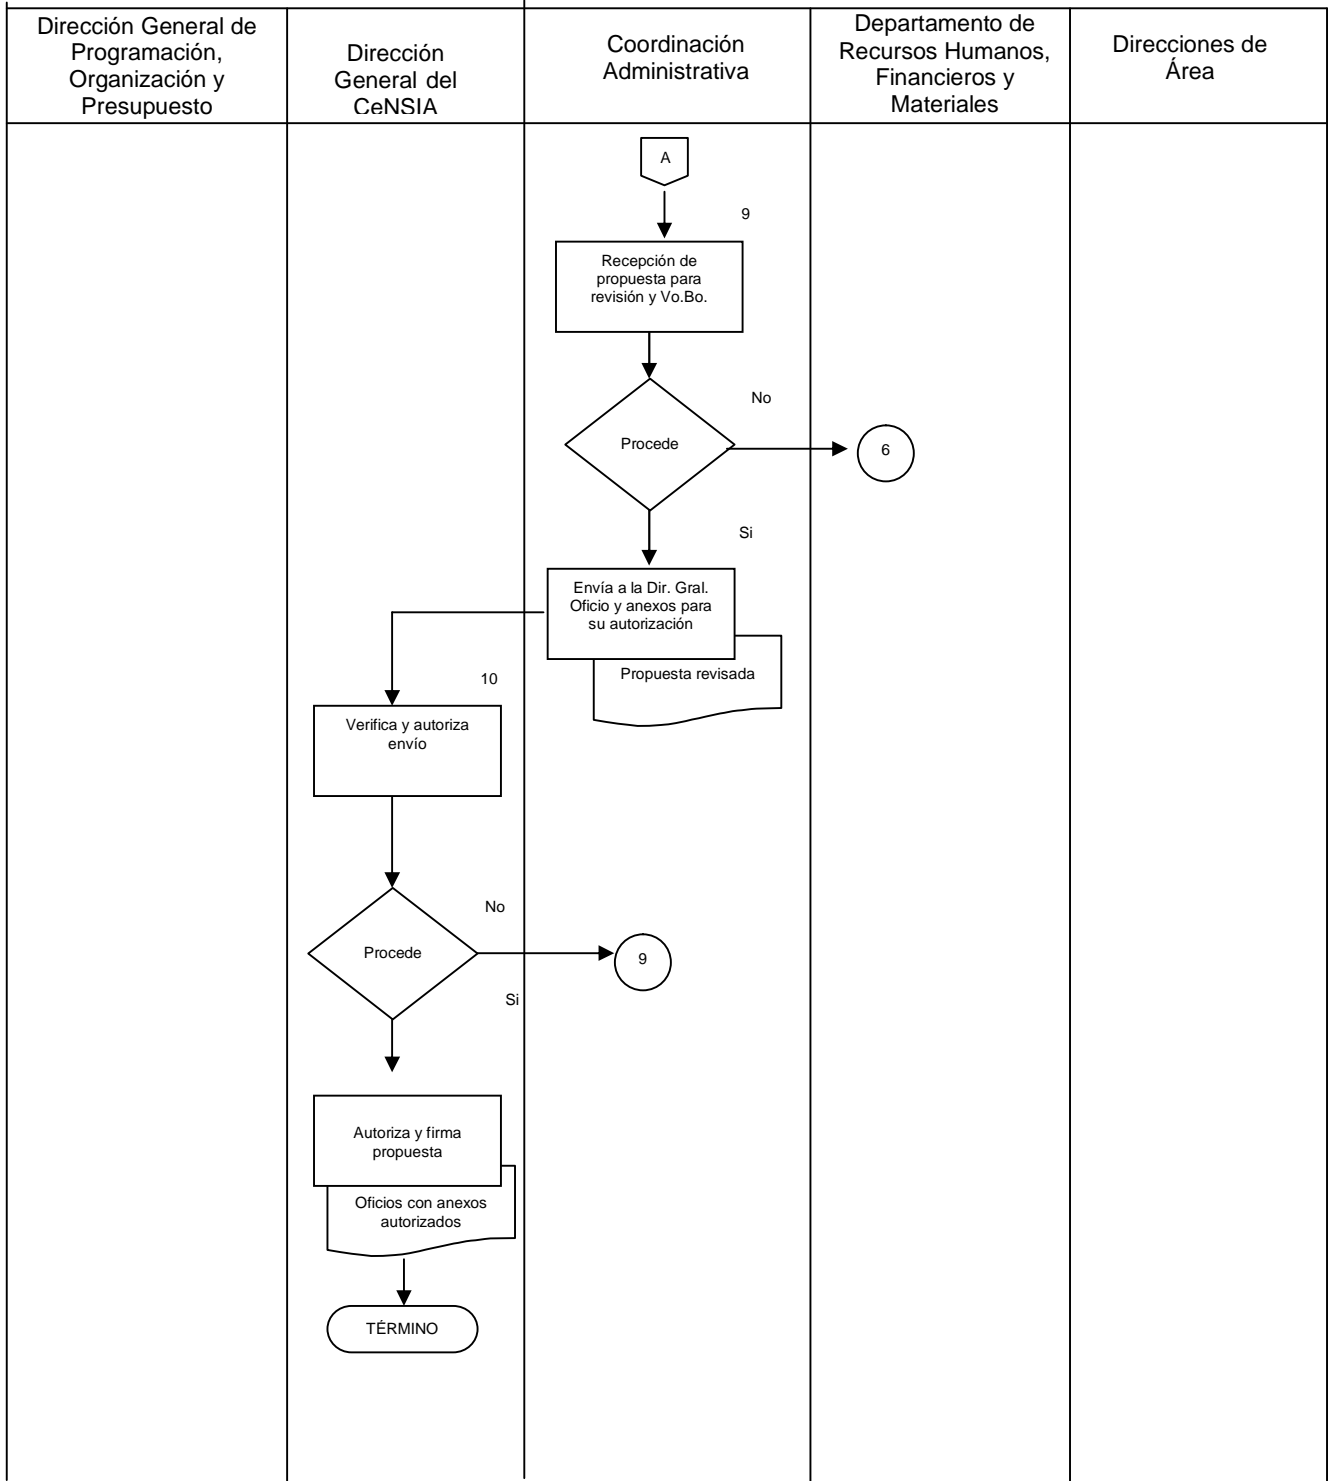 Dirección General de
Programación,
Organización y
Presupuesto
Dirección
General del
CeNSIA
Coordinación
Administrativa
Departamento de
Recursos Humanos,
Financieros y
Materiales
Direcciones de
Área
A
9
Recepción de
propuesta para
revisión y Vo.Bo.
No
Procede
6
Si
Envía a la Dir. Gral.
Oficio y anexos para
su autorización
Propuesta revisada
10
Verifica y autoriza
envío
No
Procede
9
Si
Autoriza y firma
propuesta
Oficios con anexos
autorizados
TÉRMINO